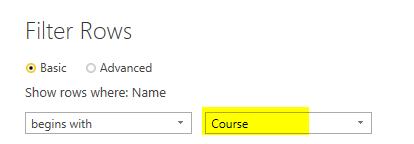 Filter Rows
Basic Advanced
Show rows where: Name
begins with Course